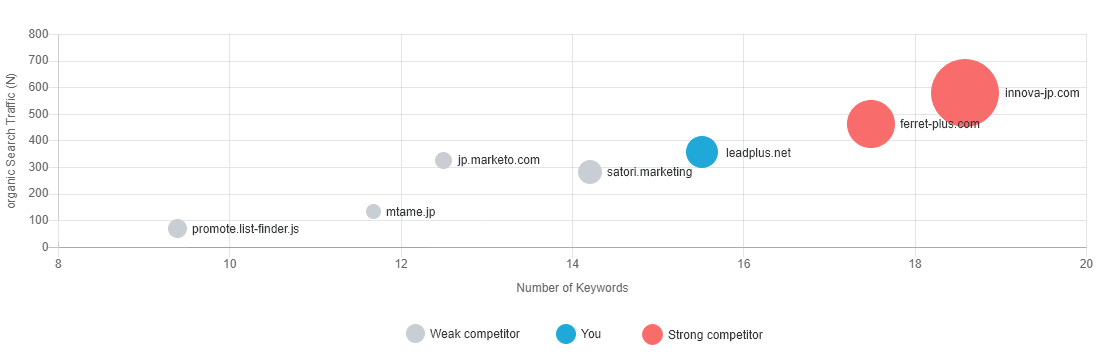 800
700
600
500
400
300
200
100
0
organic Search Traffic (N)
innova-jp.com
ferret-plus.com
leadplus.net
jp.marketo.com
satori.marketing
mtame.jp
promote.list-finder.js
8 10 12 14 16 18 20
Number of Keywords
Weak competitor You Strong competitor